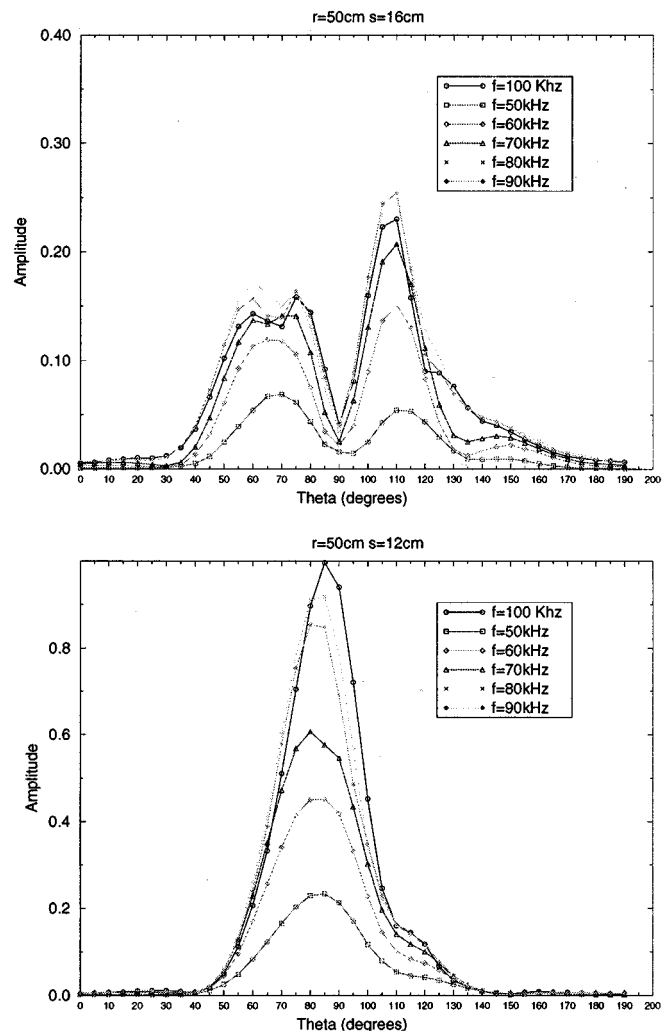 r=50cm s=16cm
0.40
0.30
0.20
0.10
0.00
Amplitude
f=100 Khz
f=50kHz
f=60kHz
f=70kHz
f=80kHz
f=90kHz
0 10 20 30 40 50 60 70 80 90 100 110 120 130 140 150 160 170 180 190 200
Theta (degrees)
r=50cm s=12cm
0.8
0.6
0.4
0.2
0.0
Amplitude
f=100 Khz
f=50kHz
f=60kHz
f=70kHz
f=80kHz
f=90kHz
0 10 20 30 40 50 60 70 80 90 100 110 120 130 140 150 160 170 180 190 200
Theta (degrees)